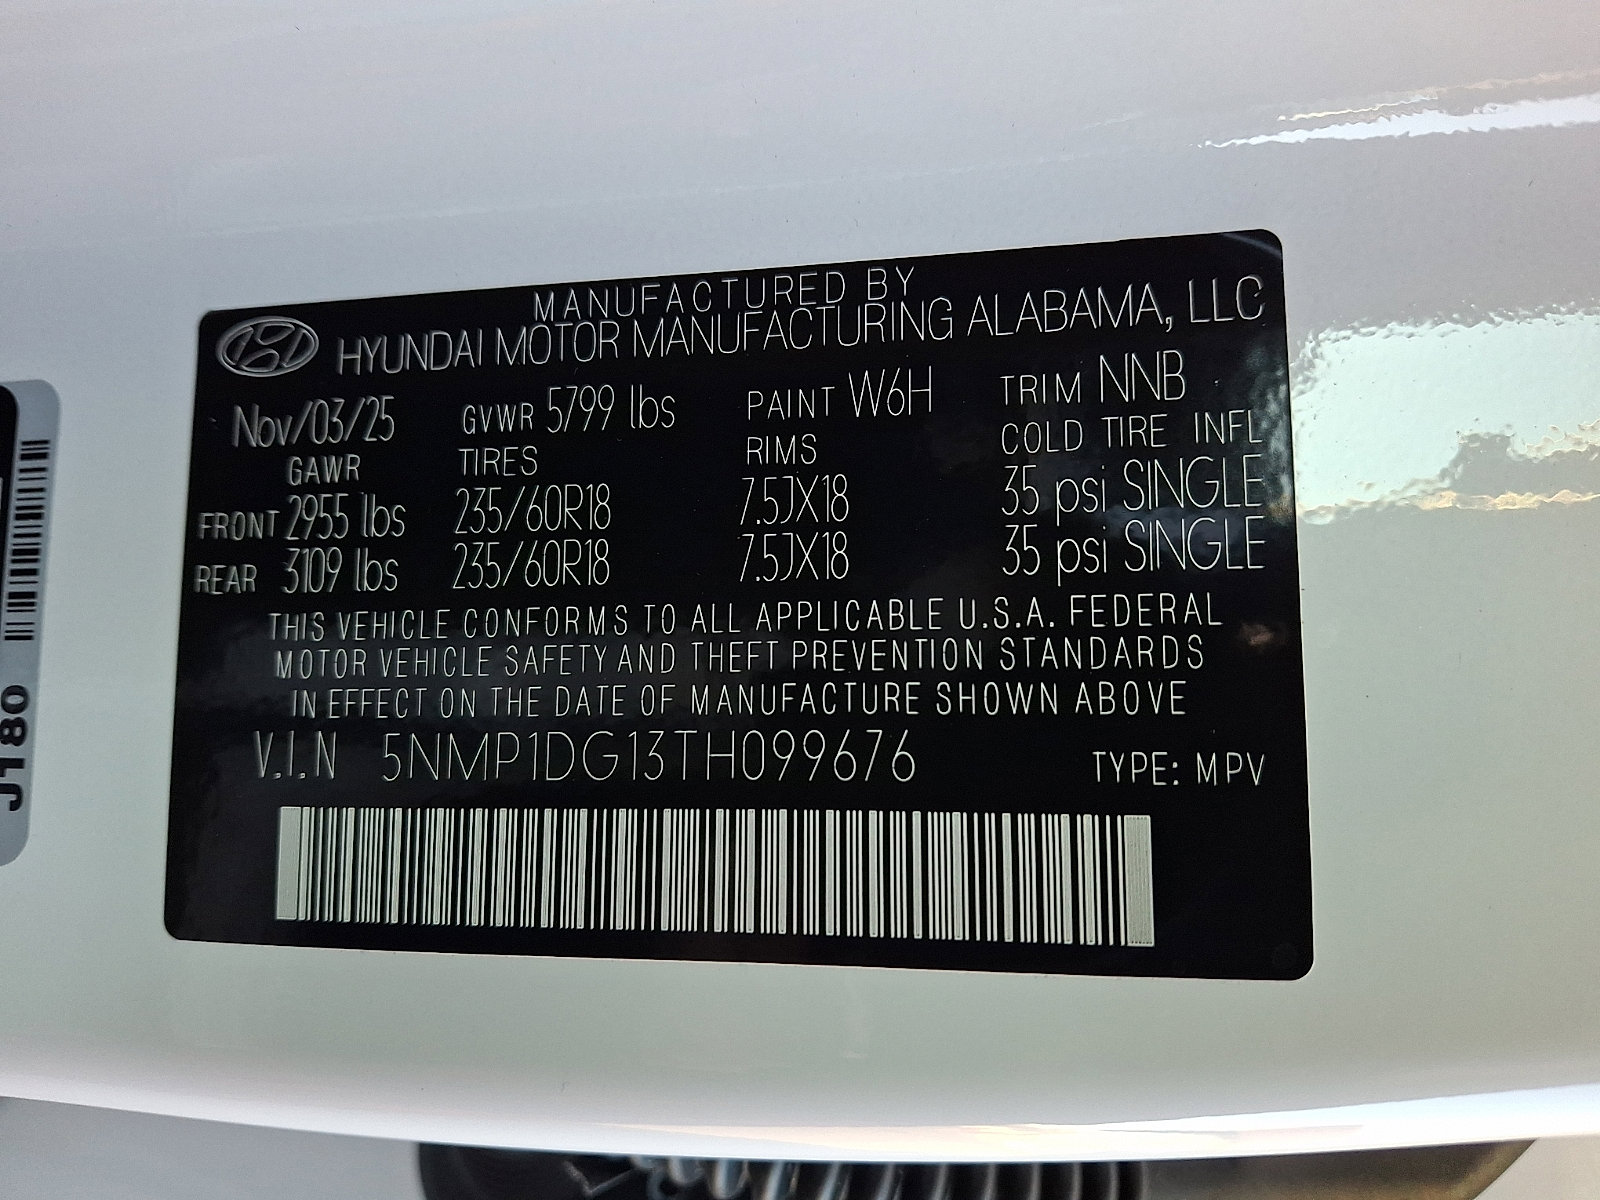 MANUFACTURED BY
HYUNDAI MOTOR MANUFACTURING ALABAMA, LLC
Nov/03/25 GVWR 5799 lbs PAINT W6H TRIM NNB
GAWR TIRES RIMS COLD TIRE INFL
FRONT 2955 lbs 235/60R18 7.5JX18 35 psi SINGLE
REAR 3109 lbs 235/60R18 7.5JX18 35 psi SINGLE
THIS VEHICLE CONFORMS TO ALL APPLICABLE U.S.A. FEDERAL
MOTOR VEHICLE SAFETY AND THEFT PREVENTION STANDARDS
IN EFFECT ON THE DATE OF MANUFACTURE SHOWN ABOVE
V.I.N 5NMP1DG13TH099676 TYPE: MPV
J180